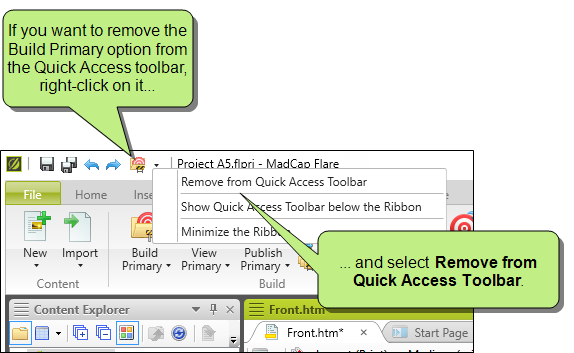 If you want to remove the
Build Primary option from
the Quick Access toolbar,
right-click on it...
Project A5.flprj - MadCap Flare
Remove from Quick Access Toolbar
Show Quick Access Toolbar below the Ribbon
Minimize the
File
Home
New
Import
Build
Primary
View
Primary
Publish
Primary
Content
Build
... and select Remove from
Quick Access Toolbar.
Content Explorer
Front.htm
Front.htm*
Start Page